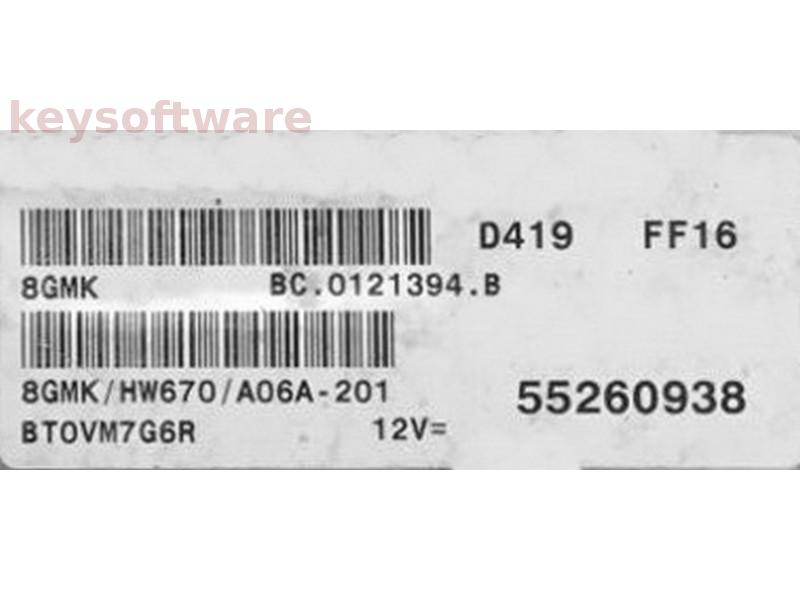 keysoftware
D419 FF16
8GMK BC.0121394.B
8GMK/HW670/A06A-201
55260938
BTOVM7G6R 12V=